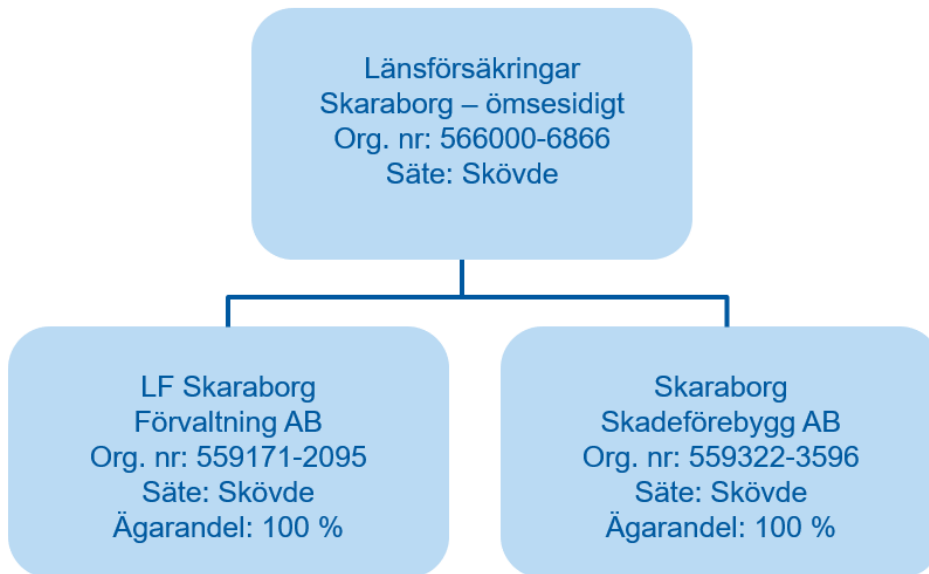 Länsförsäkringar
Skaraborg – ömsesidigt
Org. nr: 566000-6866
Säte: Skövde
LF Skaraborg
Förvaltning AB
Org. nr: 559171-2095
Säte: Skövde
Ägarandel: 100 %
Skaraborg
Skadeförebygg AB
Org. nr: 559322-3596
Säte: Skövde
Ägarandel: 100 %